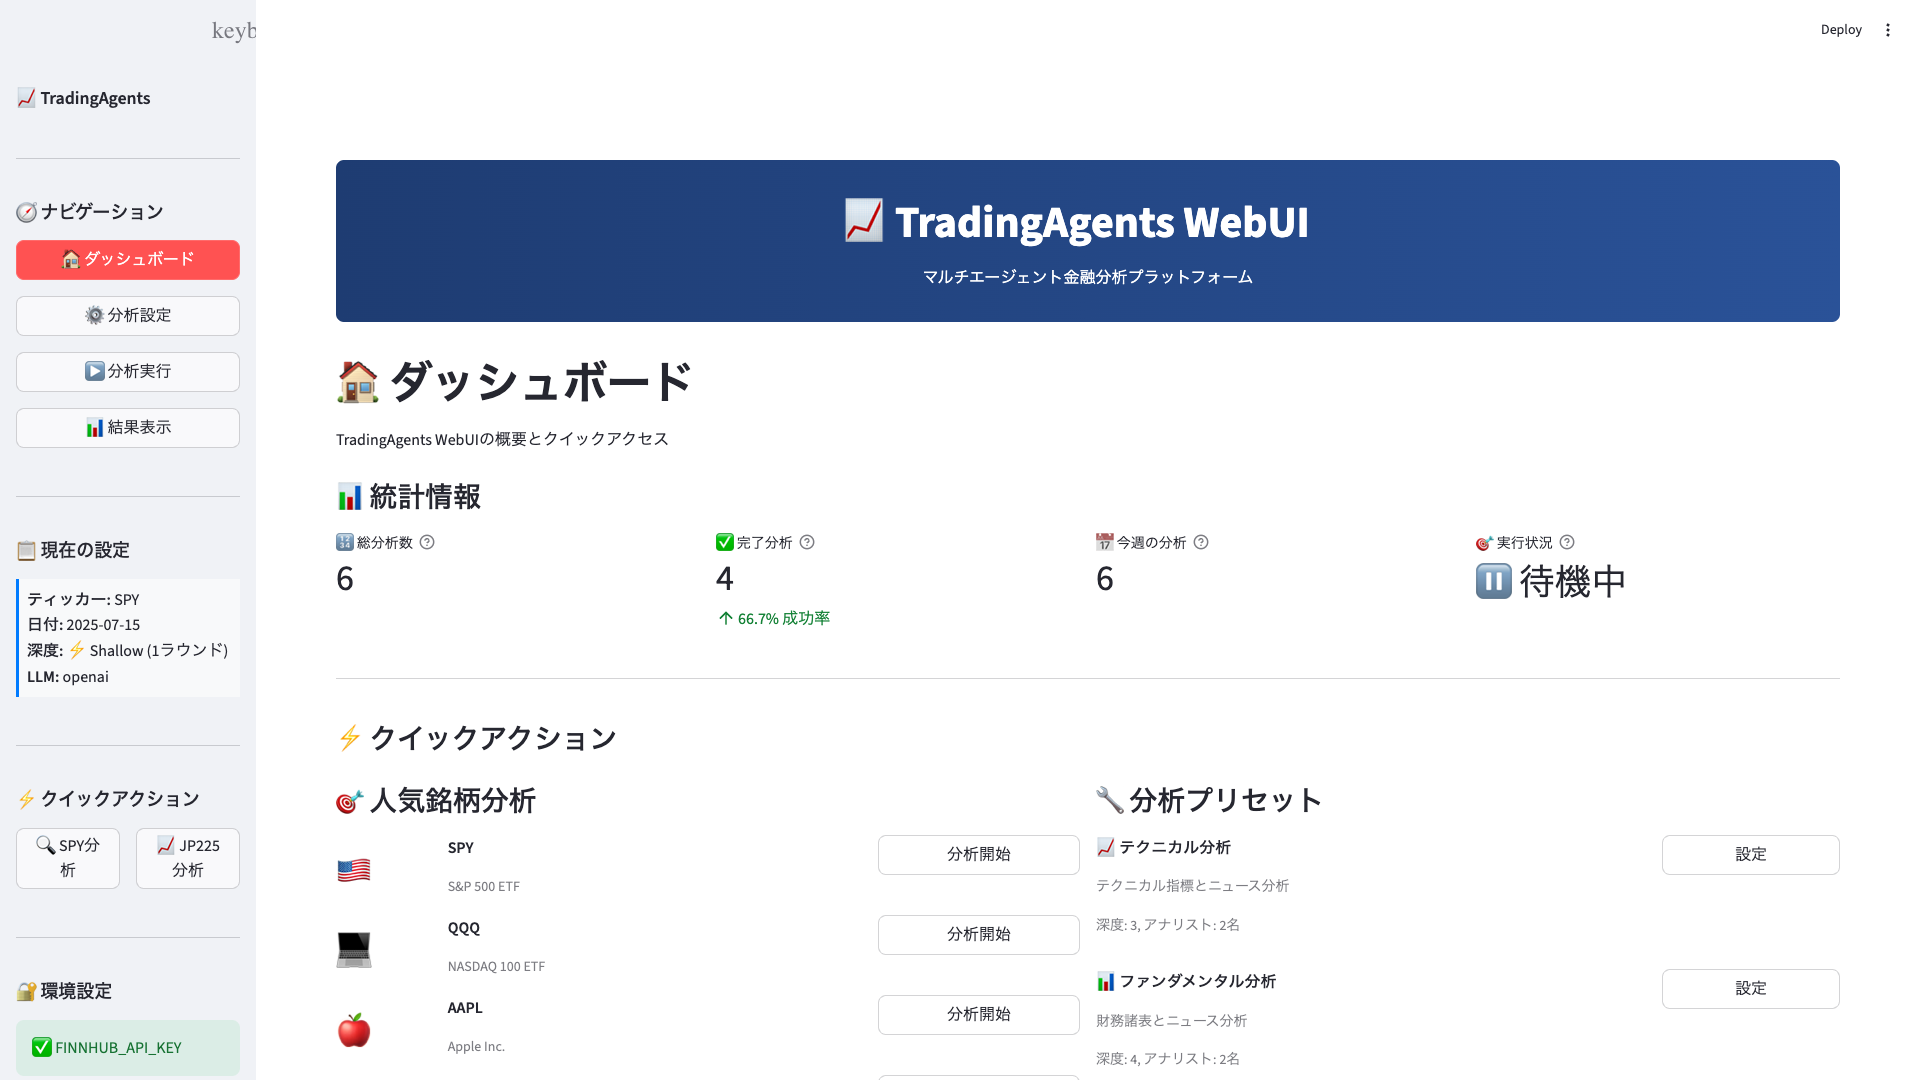 keyb
Deploy
TradingAgents
ナビゲーション
ダッシュボード
分析設定
分析実行
結果表示
現在の設定
ティッカー: SPY
日付: 2025-07-15
深度: ⚡ Shallow (1ラウンド)
LLM: openai
クイックアクション
SPY分
析
JP225
分析
環境設定
FINNHUB_API_KEY
TradingAgents WebUI
マルチエージェント金融分析プラットフォーム
ダッシュボード
TradingAgents WebUIの概要とクイックアクセス
統計情報
総分析数
6
完了分析
4
↑ 66.7% 成功率
今週の分析
6
実行状況
待機中
クイックアクション
人気銘柄分析
SPY
S&P 500 ETF
分析開始
QQQ
NASDAQ 100 ETF
分析開始
AAPL
Apple Inc.
分析開始
分析プリセット
テクニカル分析
テクニカル指標とニュース分析
深度: 3, アナリスト: 2名
設定
ファンダメンタル分析
財務諸表とニュース分析
深度: 4, アナリスト: 2名
設定